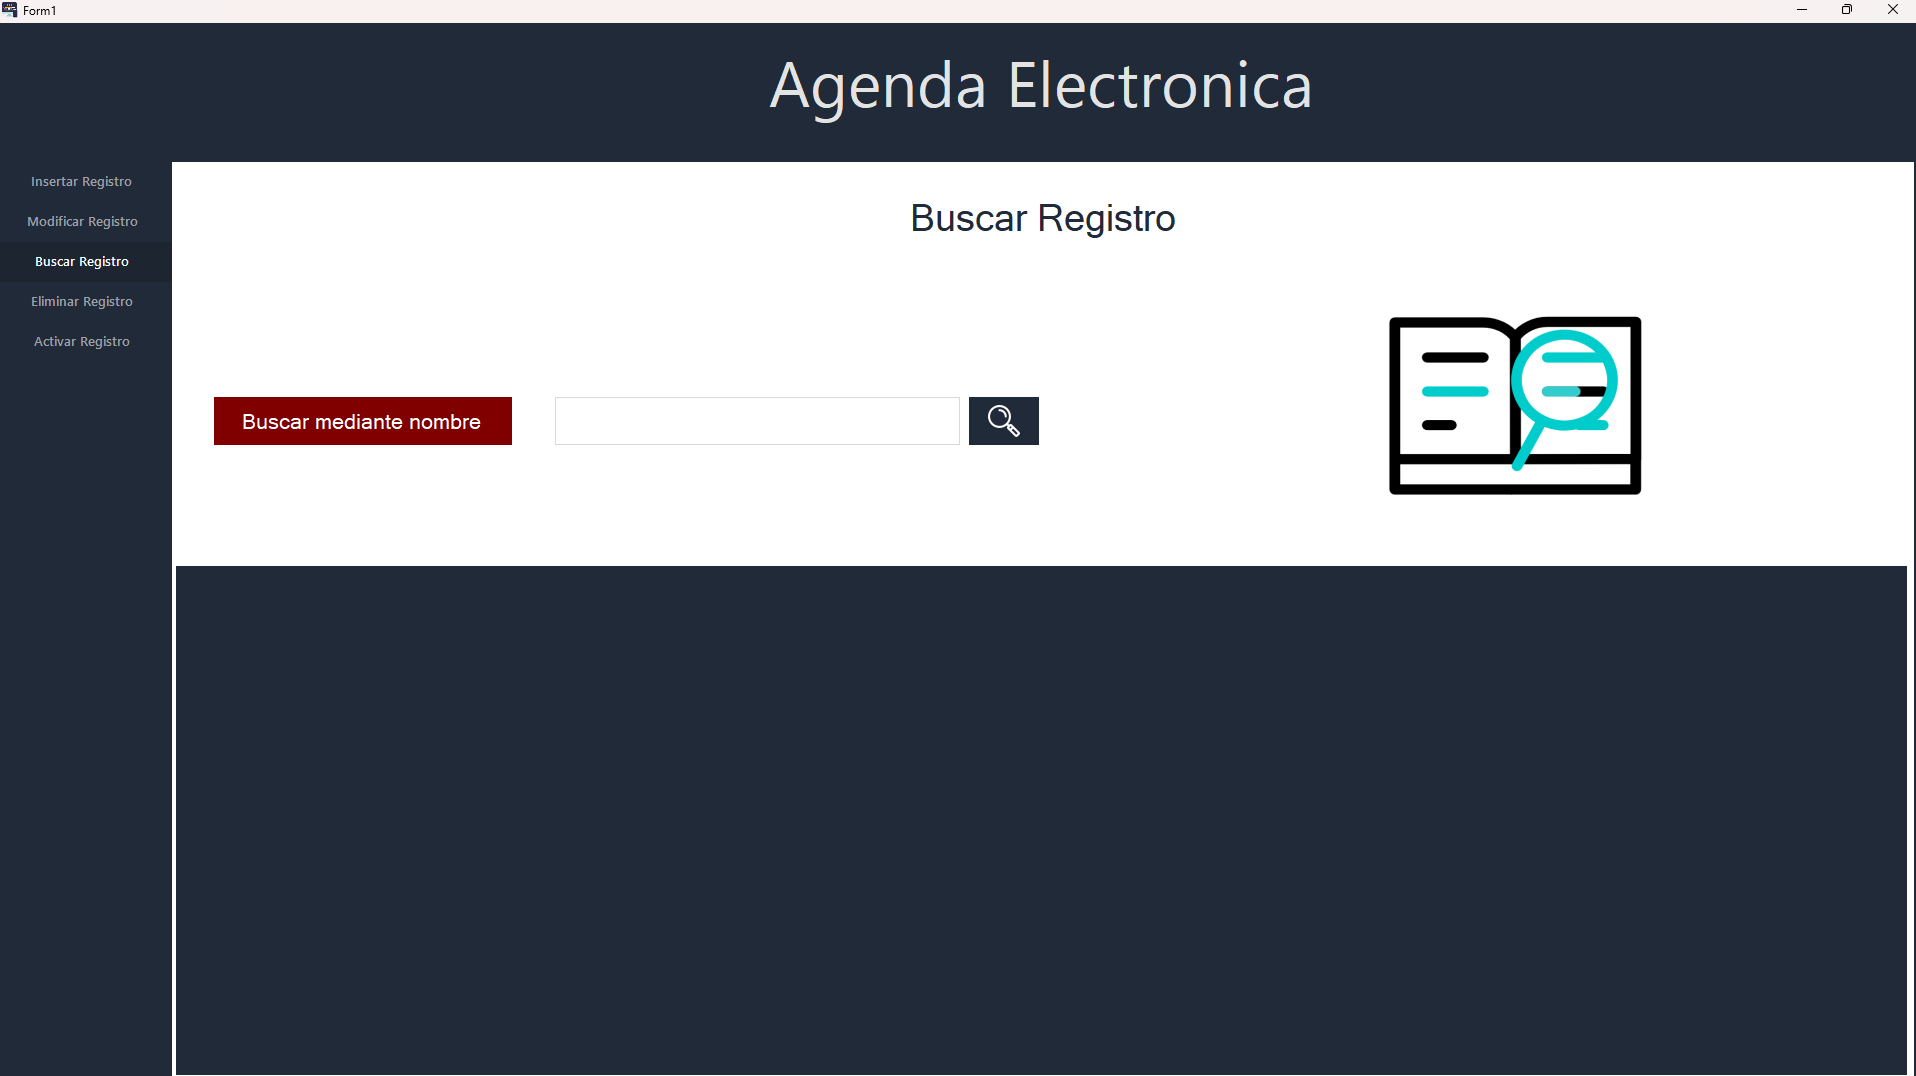 Form1
Agenda Electronica
Insertar Registro
Modificar Registro
Buscar Registro
Eliminar Registro
Activar Registro
Buscar Registro
Buscar mediante nombre